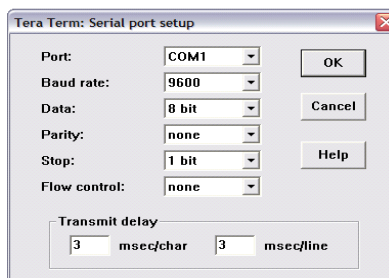 Tera Term: Serial port setup
Port: COM1
OK
Baud rate: 9600
Data: 8 bit
Cancel
Parity: none
Stop: 1 bit
Help
Flow control: none
Transmit delay
3 msec/char 3 msec/line